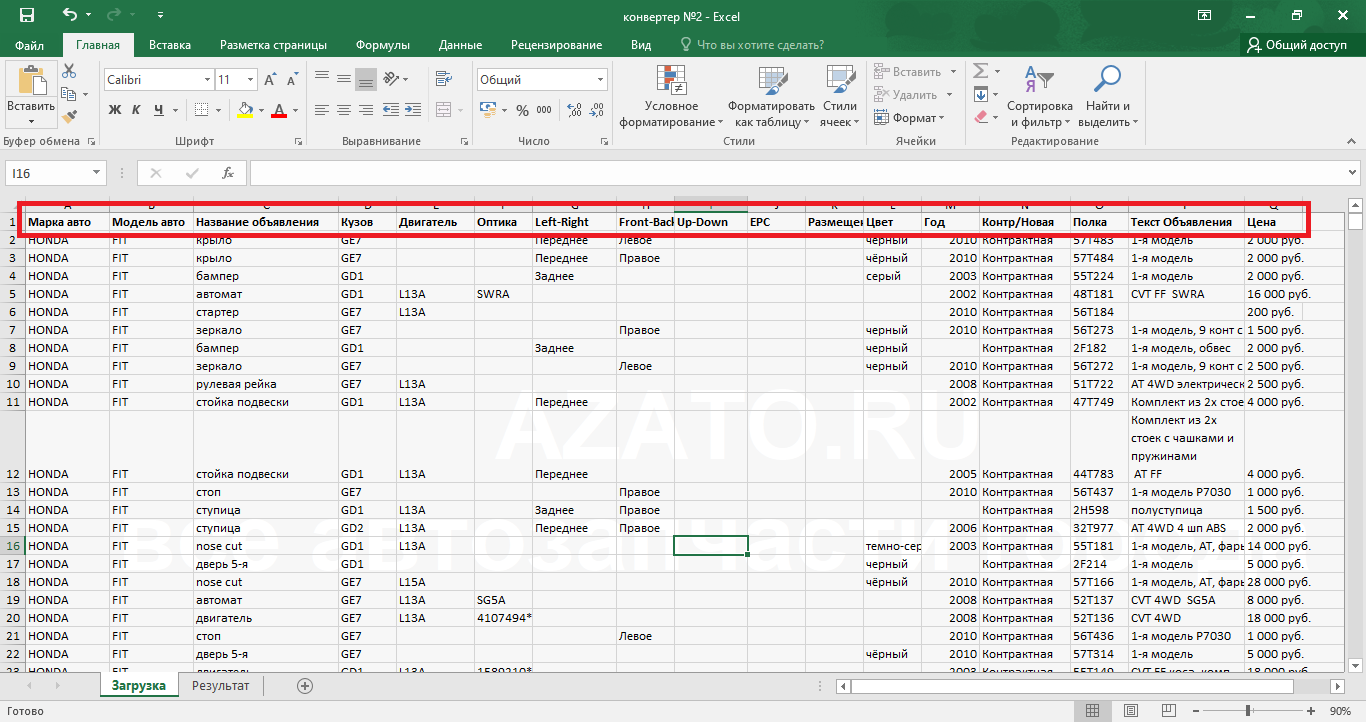 конвертер №2 - Excel
Файл Главная Вставка Разметка страницы Формулы Данные Рецензирование Вид Что вы хотите сделать? Общий доступ
Вставить Calibri 11 Общий Условное форматирование Форматировать как таблицу Стили ячеек Вставить Удалить Формат Сортировка и фильтр Найти и выделить
Ж К Ч А % 000
Буфер обмена Шрифт Выравнивание Число Стили Ячейки Редактирование
I16 fx
1 Марка авто Модель авто Название объявления Кузов Двигатель Оптика Left-Right Front-Back Up-Down EPC Размещен Цвет Год Контр/Новая Полка Текст Объявления Цена
2 HONDA FIT крыло GE7 Переднее Левое чёрный 2010 Контрактная 57T483 1-я модель 2 000 руб.
3 HONDA FIT крыло GE7 Переднее Правое чёрный 2010 Контрактная 57T484 1-я модель 2 000 руб.
4 HONDA FIT бампер GD1 Заднее серый 2003 Контрактная 55T224 1-я модель 2 000 руб.
5 HONDA FIT автомат GD1 L13A SWRA 2002 Контрактная 48T181 CVT FF SWRA 16 000 руб.
6 HONDA FIT стартер GE7 L13A 2010 Контрактная 56T184 200 руб.
7 HONDA FIT зеркало GE7 Правое черный 2010 Контрактная 56T273 1-я модель, 9 конт с 1 500 руб.
8 HONDA FIT бампер GD1 Заднее черный Контрактная 2F182 1-я модель, обвес 2 000 руб.
9 HONDA FIT зеркало GE7 Левое черный 2010 Контрактная 56T272 1-я модель, 9 конт с 2 500 руб.
10 HONDA FIT рулевая рейка GE7 L13A 2008 Контрактная 51T722 AT 4WD электрическ 2 500 руб.
11 HONDA FIT стойка подвески GD1 L13A Переднее 2002 Контрактная 47T749 Комплект из 2х стое 4 000 руб.
Комплект из 2х
стоек с чашками и
пружинами
12 HONDA FIT стойка подвески GD1 L13A Переднее 2005 Контрактная 44T783 AT FF 4 000 руб.
13 HONDA FIT стоп GE7 Правое 2010 Контрактная 56T437 1-я модель P7030 1 000 руб.
14 HONDA FIT ступица GD1 L13A Заднее Правое Контрактная 2H598 полуступица 1 500 руб.
15 HONDA FIT ступица GD2 L13A Переднее Правое 2006 Контрактная 32T977 AT 4WD 4 шп ABS 2 000 руб.
16 HONDA FIT nose cut GD1 L13A темно-сер 2003 Контрактная 55T181 1-я модель, AT, фары 14 000 руб.
17 HONDA FIT дверь 5-я GD1 черный Контрактная 2F214 1-я модель 5 000 руб.
18 HONDA FIT nose cut GE7 L15A чёрный 2010 Контрактная 57T166 1-я модель, AT, фары 28 000 руб.
19 HONDA FIT автомат GE7 L13A SG5A 2008 Контрактная 52T137 CVT 4WD SG5A 8 000 руб.
20 HONDA FIT двигатель GE7 L13A 4107494* 2008 Контрактная 52T136 CVT 4WD 18 000 руб.
21 HONDA FIT стоп GE7 Левое 2010 Контрактная 56T436 1-я модель P7030 1 000 руб.
22 HONDA FIT дверь 5-я GE7 чёрный 2010 Контрактная 57T314 1-я модель 5 000 руб.
23 HONDA FIT двигатель GD1 L13A 1589210* 2003 Контрактная 55T149 CVT FF коса, комп 18 000 руб.
AZATO.RU
все автозапчасти
Загрузка Результат
Готово 90%